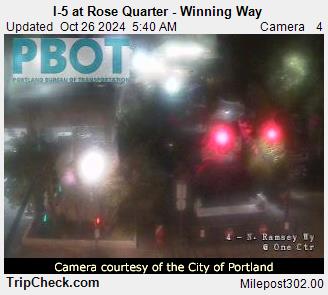 I-5 at Rose Quarter - Winning Way
Updated Oct 26 2024 5:40 AM Camera 4
PBOT
PORTLAND BUREAU OF TRANSPORTATION
4 - N. Ramsey Wy
@ One Ctr
Camera courtesy of the City of Portland
TripCheck.com Milepost302.00